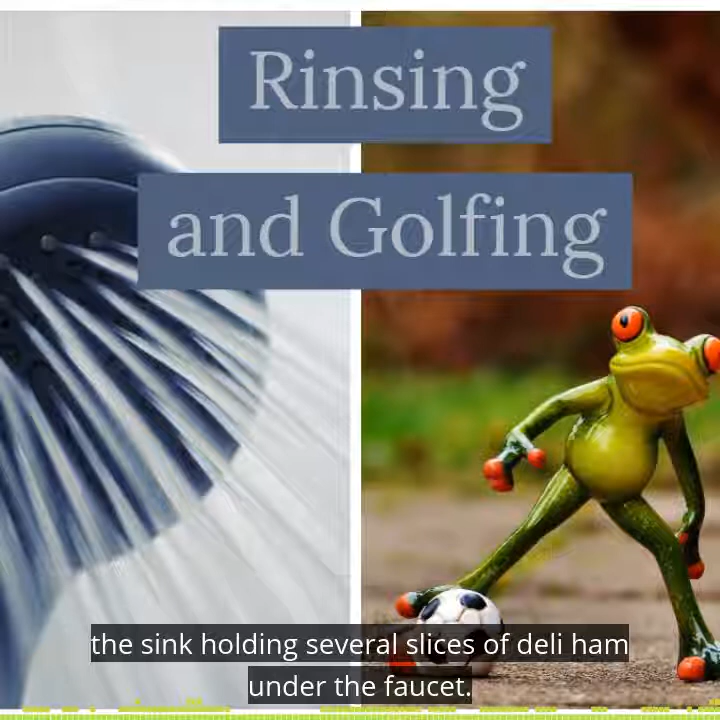 Rinsing
and Golfing
the sink holding several slices of deli ham
under the faucet.